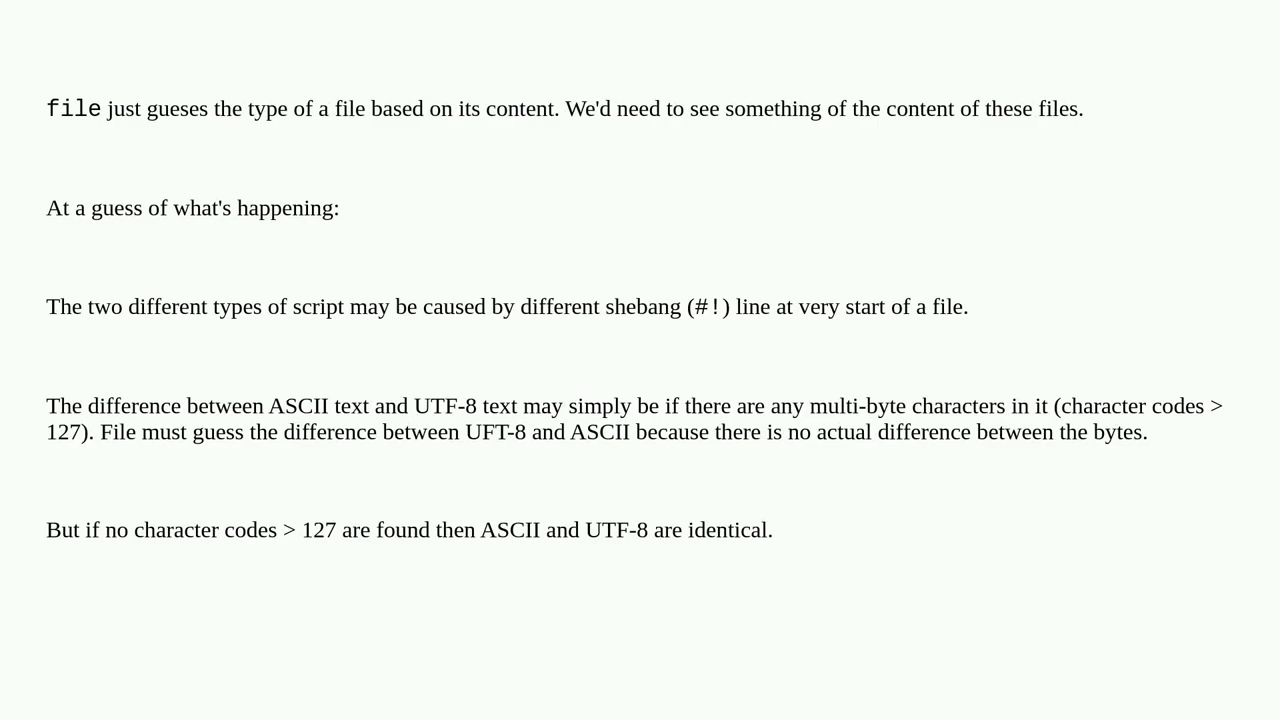 file just gueses the type of a file based on its content. We'd need to see something of the content of these files.
At a guess of what's happening:
The two different types of script may be caused by different shebang (#!) line at very start of a file.
The difference between ASCII text and UTF-8 text may simply be if there are any multi-byte characters in it (character codes >
127). File must guess the difference between UFT-8 and ASCII because there is no actual difference between the bytes.
But if no character codes > 127 are found then ASCII and UTF-8 are identical.